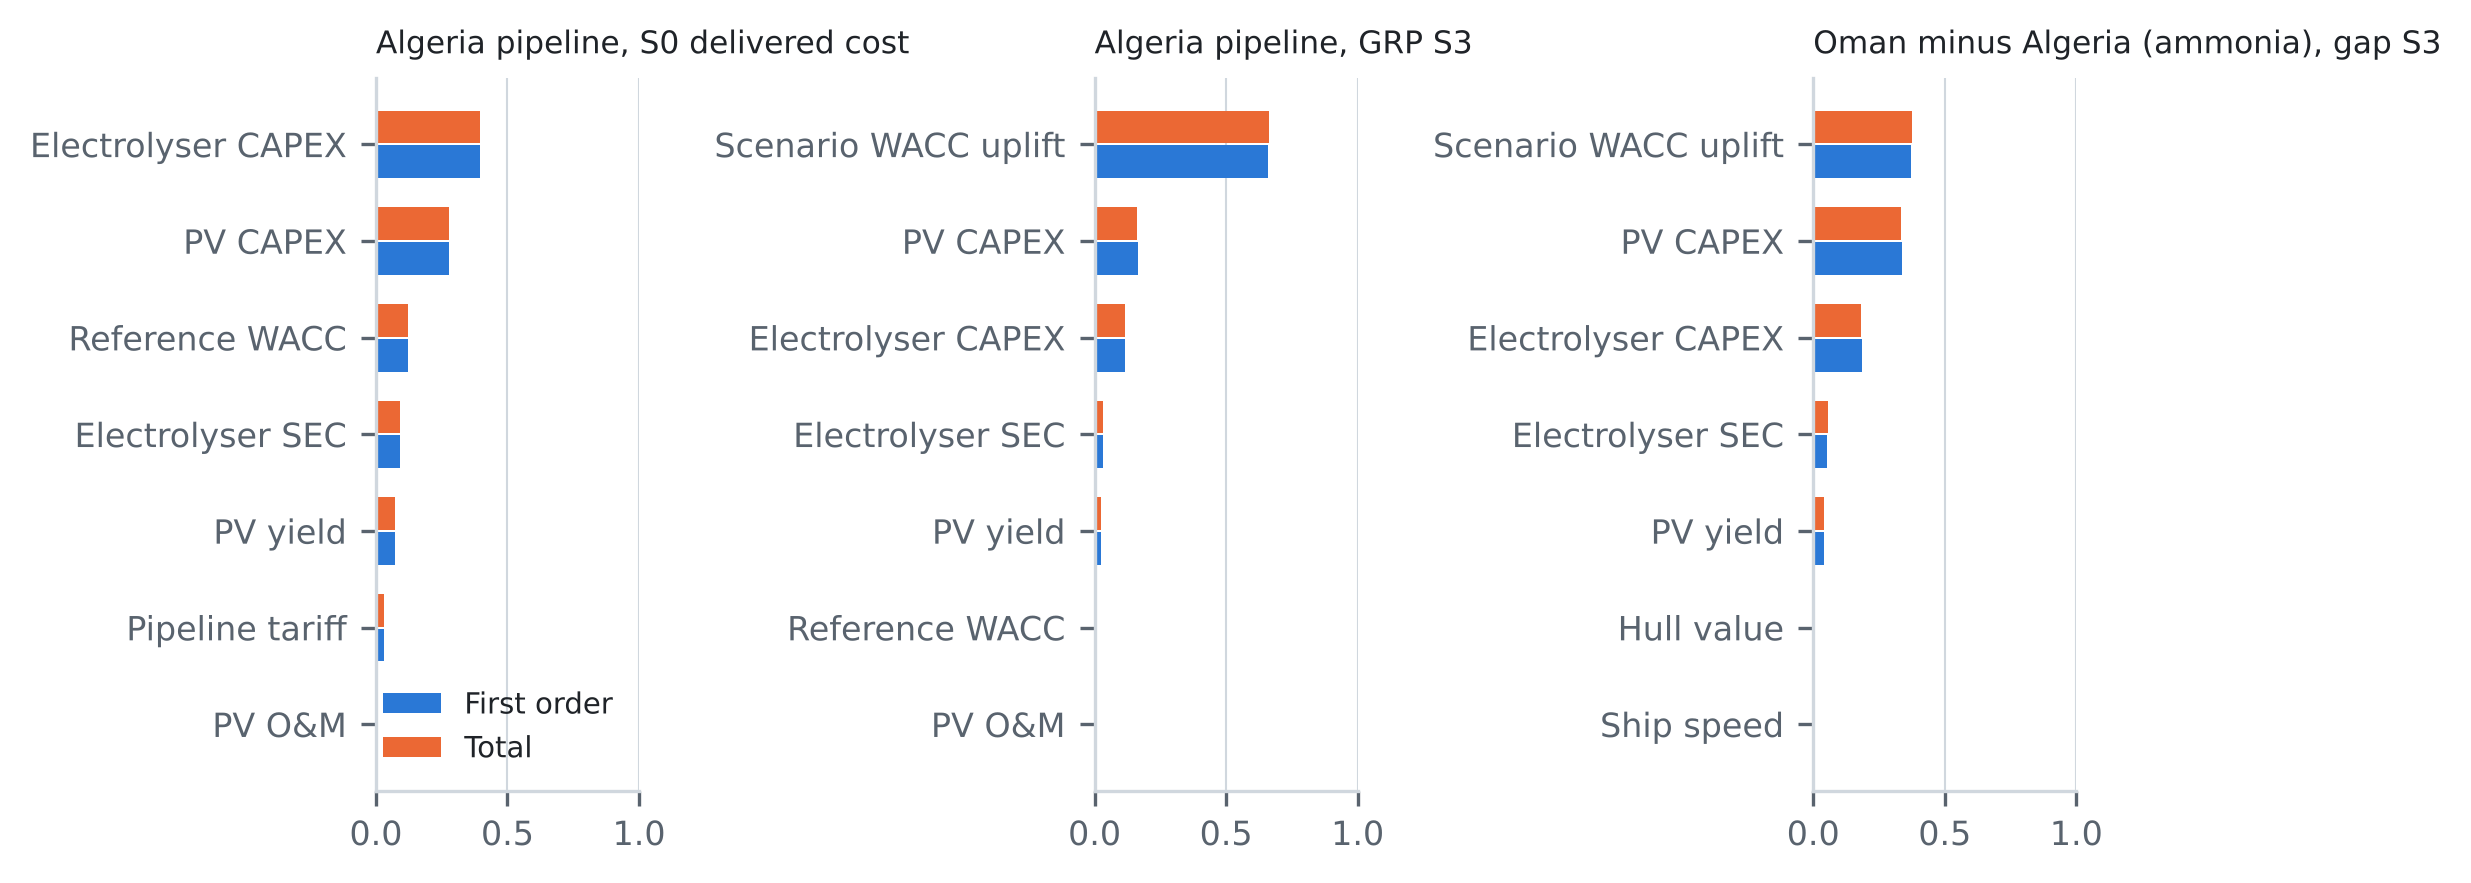 Algeria pipeline, S0 delivered cost
Electrolyser CAPEX
PV CAPEX
Reference WACC
Electrolyser SEC
PV yield
Pipeline tariff
PV O&M
First order
Total
0.0 0.5 1.0
Algeria pipeline, GRP S3
Scenario WACC uplift
PV CAPEX
Electrolyser CAPEX
Electrolyser SEC
PV yield
Reference WACC
PV O&M
0.0 0.5 1.0
Oman minus Algeria (ammonia), gap S3
Scenario WACC uplift
PV CAPEX
Electrolyser CAPEX
Electrolyser SEC
PV yield
Hull value
Ship speed
0.0 0.5 1.0